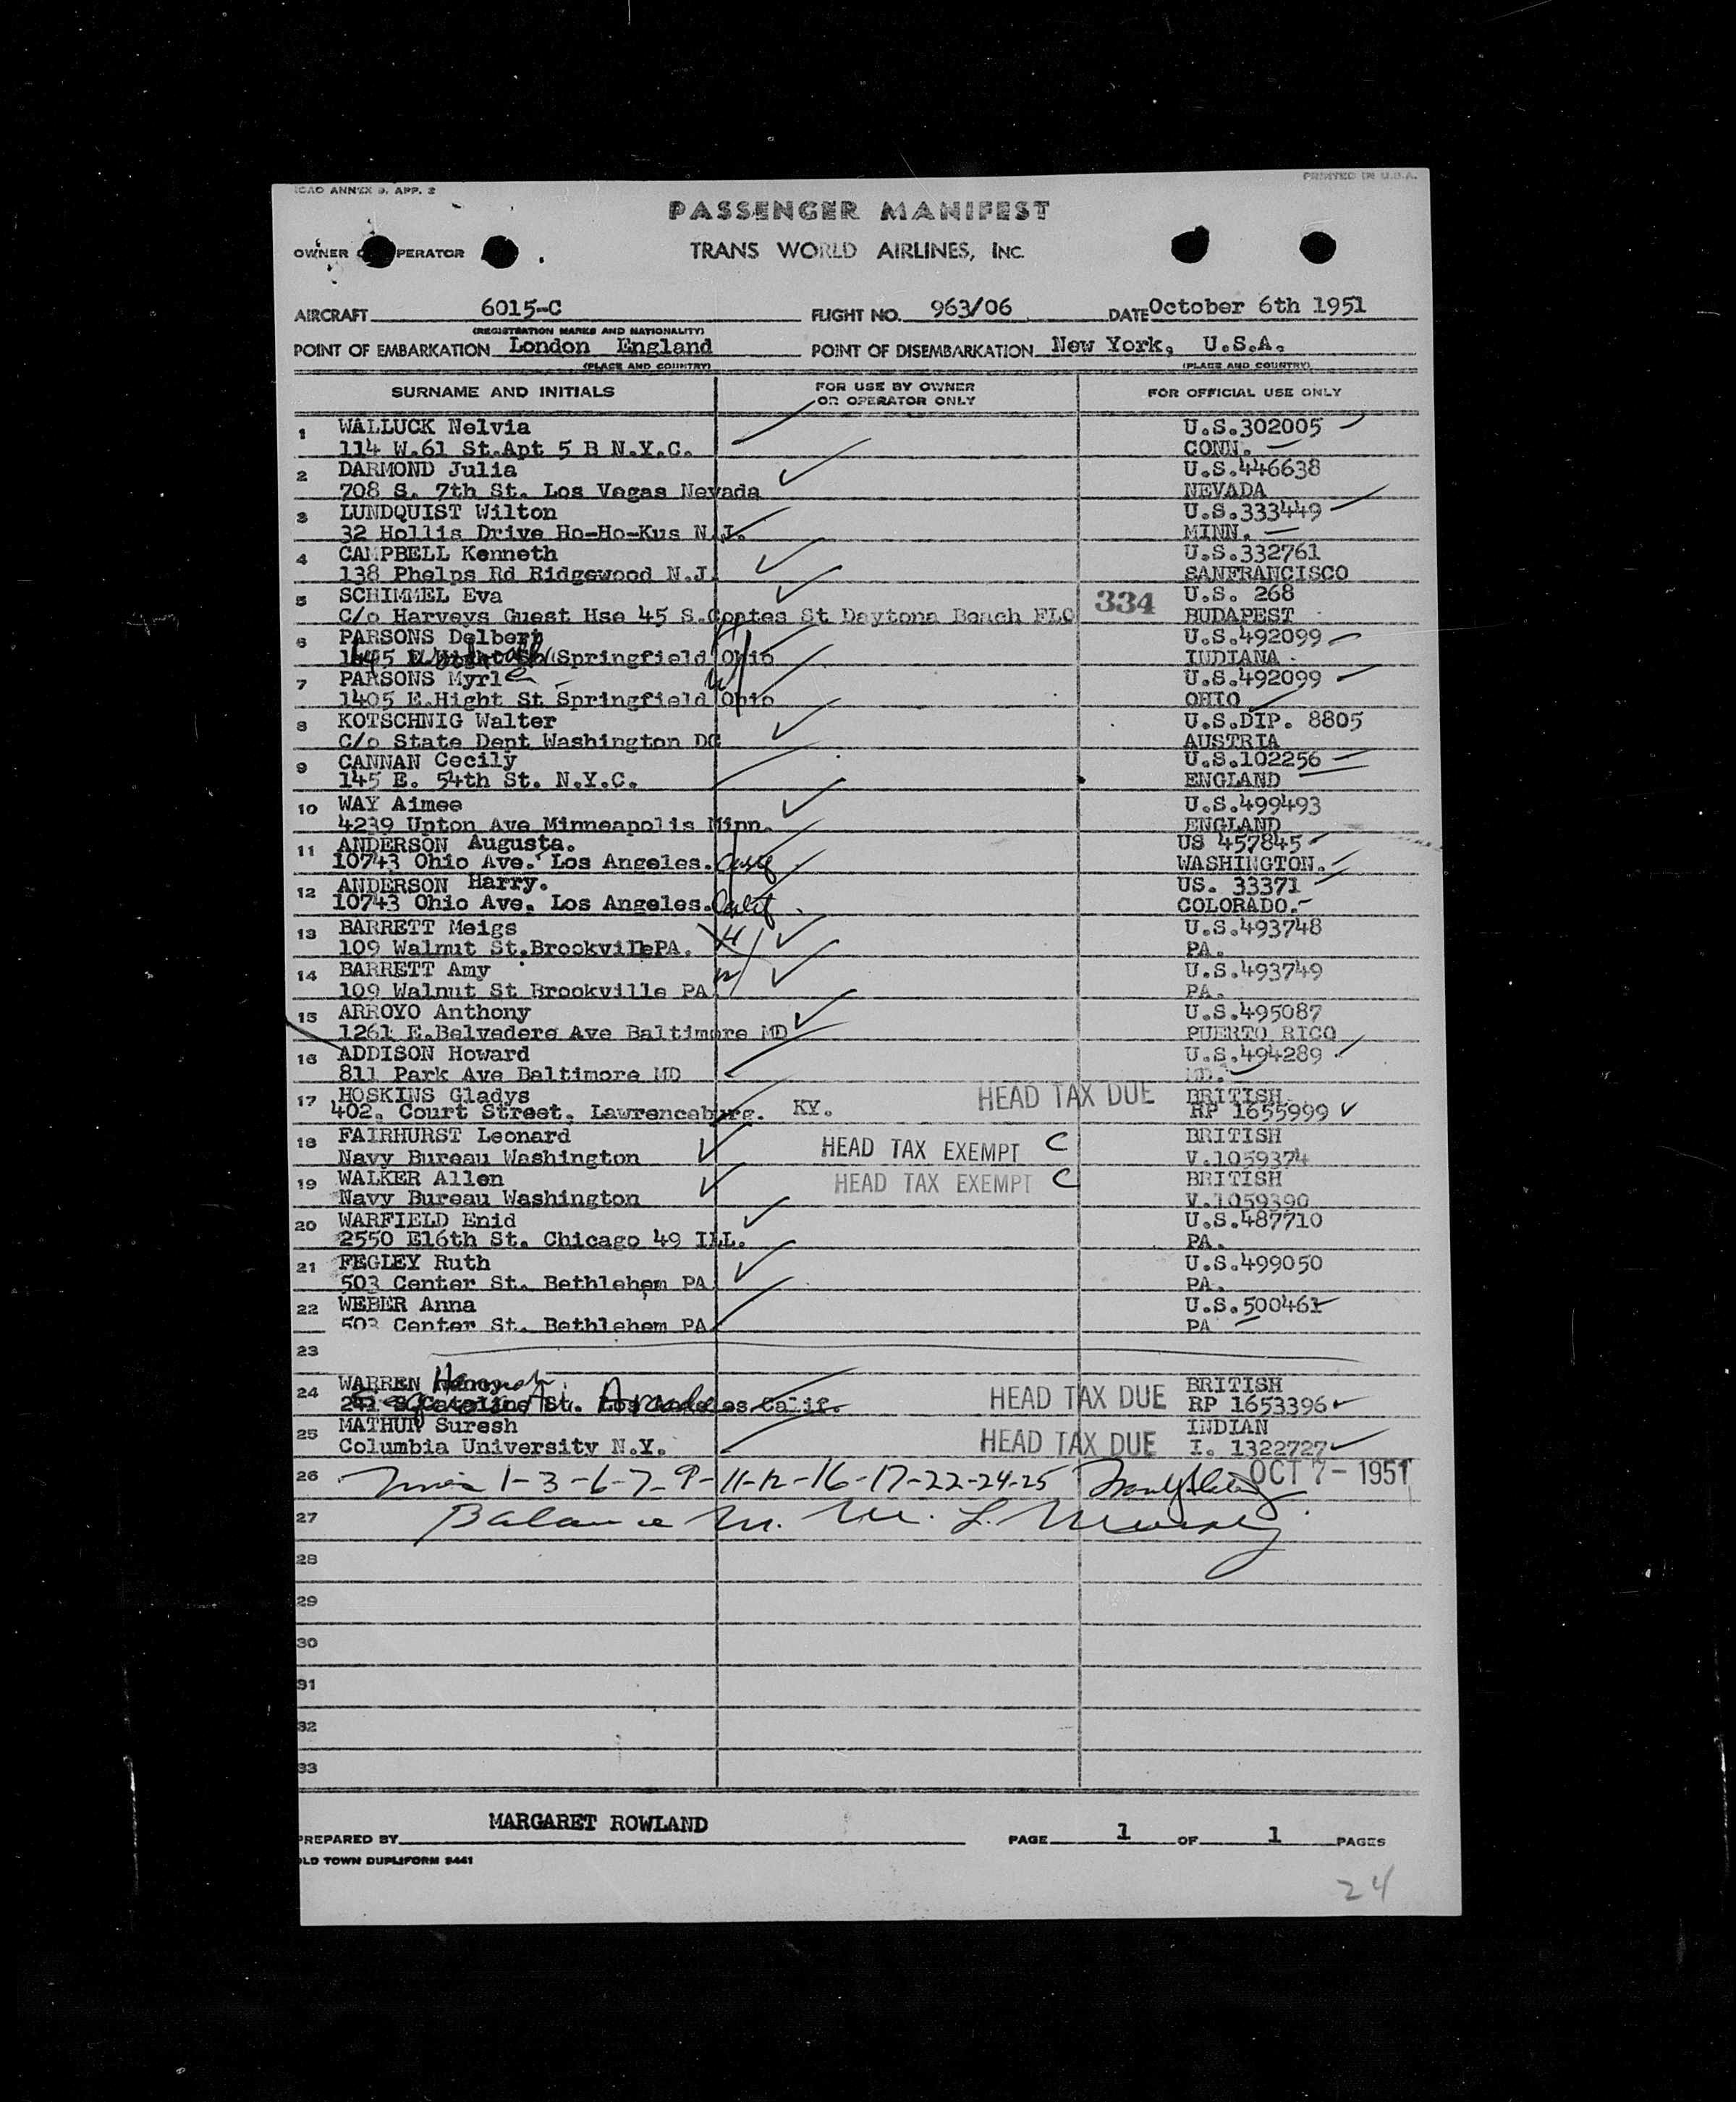 ICAO ANNEX 9, APP. 2
PRINTED IN U.S.A.
PASSENGER MANIFEST
OWNER OPERATOR
TRANS WORLD AIRLINES, INC.
AIRCRAFT 6015-C FLIGHT NO. 963/06 DATE October 6th 1951
(REGISTRATION MARKS AND NATIONALITY)
POINT OF EMBARKATION London England POINT OF DISEMBARKATION New York, U.S.A.
(PLACE AND COUNTRY) (PLACE AND COUNTRY)
SURNAME AND INITIALS FOR USE BY OWNER OR OPERATOR ONLY FOR OFFICIAL USE ONLY
1 WALLUCK Nelvia U.S.302005
114 W.61 St.Apt 5 B N.Y.C. CONN.
2 DARMOND Julia U.S.446638
708 S. 7th St. Los Vegas Nevada NEVADA
3 LUNDQUIST Wilton U.S.333449
32 Hollis Drive Ho-Ho-Kus N.J. MINN.
4 CAMPBELL Kenneth U.S.332761
138 Phelps Rd Ridgewood N.J. SANFRANCISCO
5 SCHIMMEL Eva 334 U.S. 268
C/o Harveys Guest Hse 45 S.Coates St Daytona Beach FLO BUDAPEST
6 PARSONS Delbert H U.S.492099
Springfield Ohio INDIANA.
7 PARSONS Myrle W U.S.492099
1405 E.Hight St Springfield Ohio OHIO
8 KOTSCHNIG Walter U.S.DIP. 8805
C/o State Dept Washington DC AUSTRIA
9 CANNAN Cecily U.S.102256
145 E. 54th St. N.Y.C. ENGLAND
10 WAY Aimee U.S.499493
4239 Upton Ave Minneapolis Minn. ENGLAND
11 ANDERSON Augusta. US 457845
10743 Ohio Ave. Los Angeles. Calif WASHINGTON.
12 ANDERSON Harry. US. 33371
10743 Ohio Ave. Los Angeles. Calif COLORADO.
13 BARRETT Meigs H U.S.493748
109 Walnut St.BrookvillePA. PA.
14 BARRETT Amy W U.S.493749
109 Walnut St Brookville PA. PA.
15 ARROYO Anthony U.S.495087
1261 E.Belvedere Ave Baltimore MD PUERTO RICO
16 ADDISON Howard U.S.494289
811 Park Ave Baltimore MD MD.
17 HOSKINS Gladys HEAD TAX DUE BRITISH
402. Court Street. Lawrenceburg. KY. RP 1655999
18 FAIRHURST Leonard HEAD TAX EXEMPT C BRITISH
Navy Bureau Washington V.1059374
19 WALKER Allen HEAD TAX EXEMPT C BRITISH
Navy Bureau Washington V.1059390
20 WARFIELD Enid U.S.487710
2550 E16th St. Chicago 49 ILL. PA.
21 FEGLEY Ruth U.S.499050
503 Center St. Bethlehem PA. PA.
22 WEBER Anna U.S.500461
503 Center St. Bethlehem PA PA
23
24 WARREN HEAD TAX DUE BRITISH
St. Los Angeles Calif. RP 1653396
25 MATHUR Suresh HEAD TAX DUE INDIAN
Columbia University N.Y. I. 1322727
26 1-3-6-7-9-11-12-16-17-22-24-25 OCT 7-1951
27 Balance
28
29
30
31
32
33
PREPARED BY MARGARET ROWLAND PAGE 1 OF 1 PAGES
OLD TOWN DUPLIFORM 8441
24